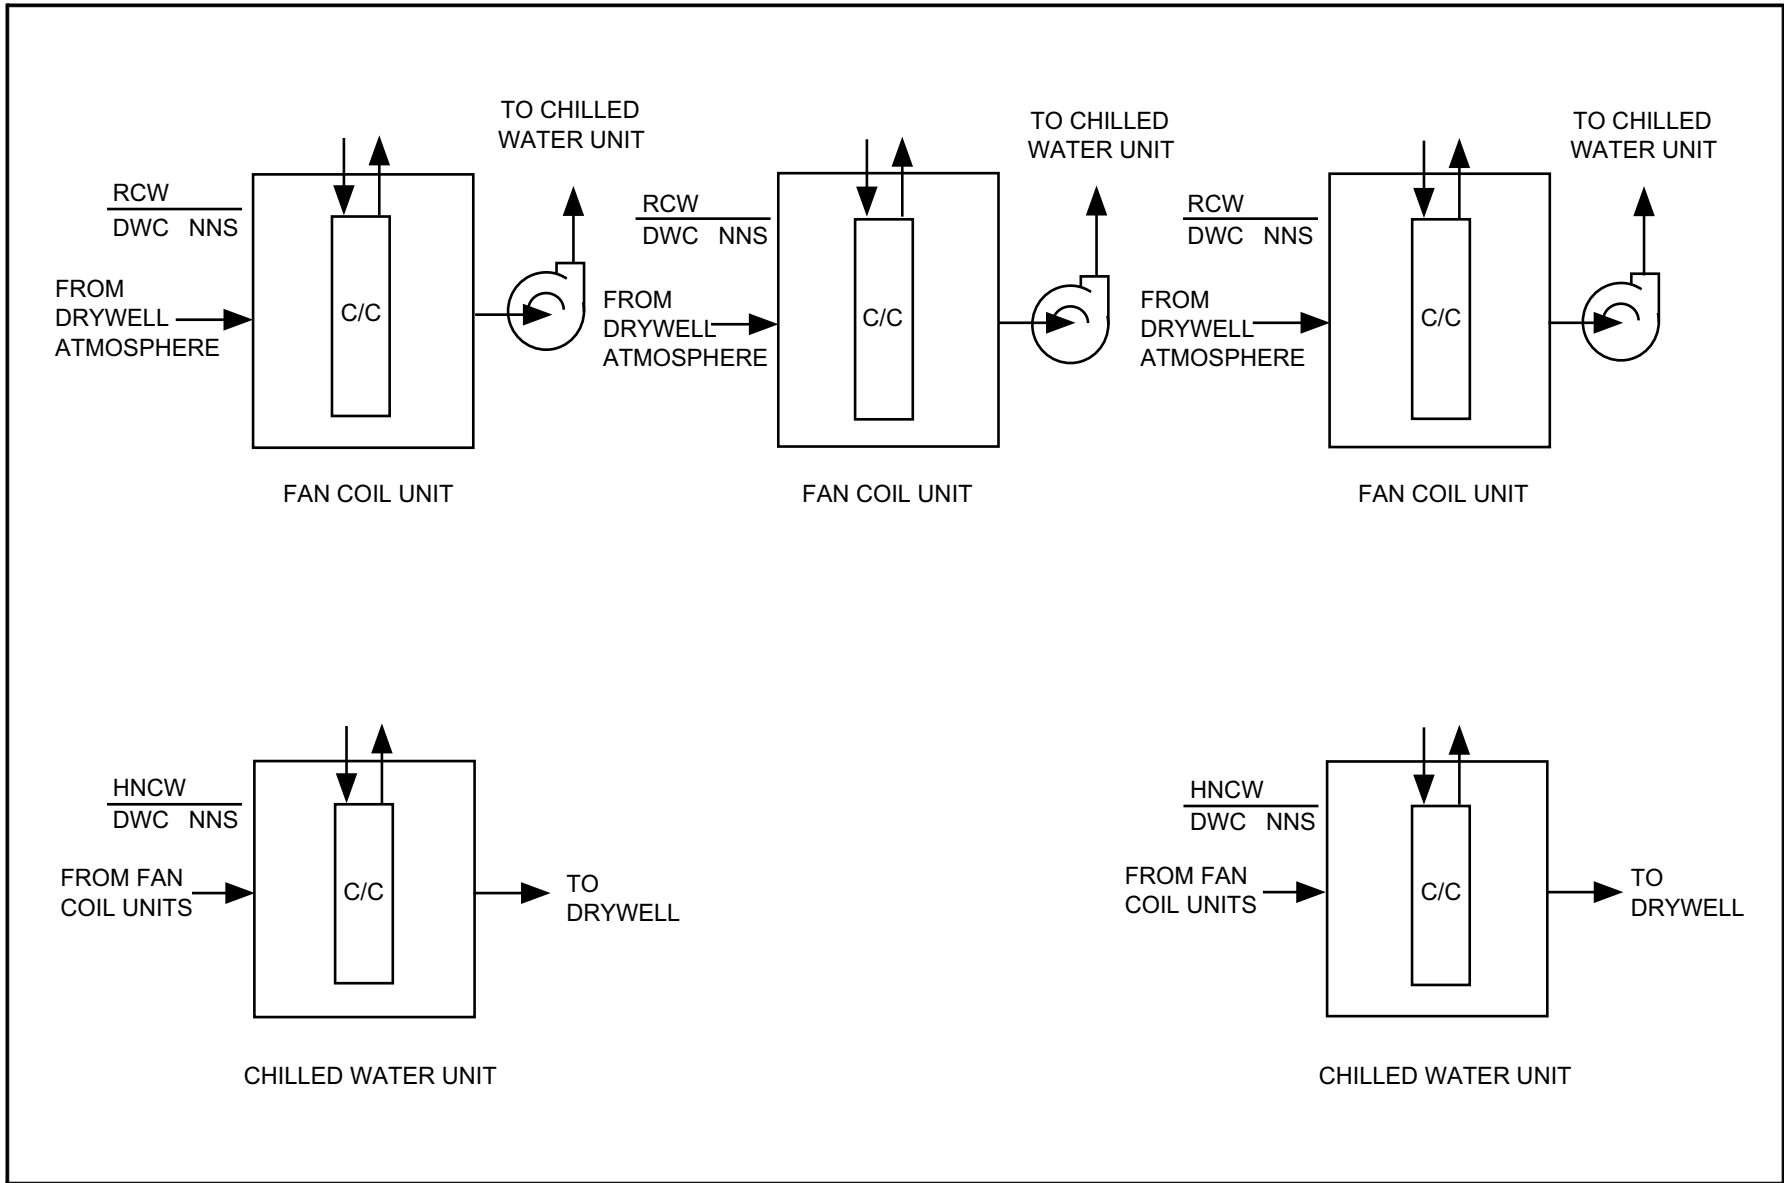 TO CHILLED
WATER UNIT
RCW
DWC NNS
FROM
DRYWELL
ATMOSPHERE
C/C
FAN COIL UNIT
TO CHILLED
WATER UNIT
RCW
DWC NNS
FROM
DRYWELL
ATMOSPHERE
C/C
FAN COIL UNIT
TO CHILLED
WATER UNIT
RCW
DWC NNS
FROM
DRYWELL
ATMOSPHERE
C/C
FAN COIL UNIT
HNCW
DWC NNS
FROM FAN
COIL UNITS
C/C
TO
DRYWELL
CHILLED WATER UNIT
HNCW
DWC NNS
FROM FAN
COIL UNITS
C/C
TO
DRYWELL
CHILLED WATER UNIT